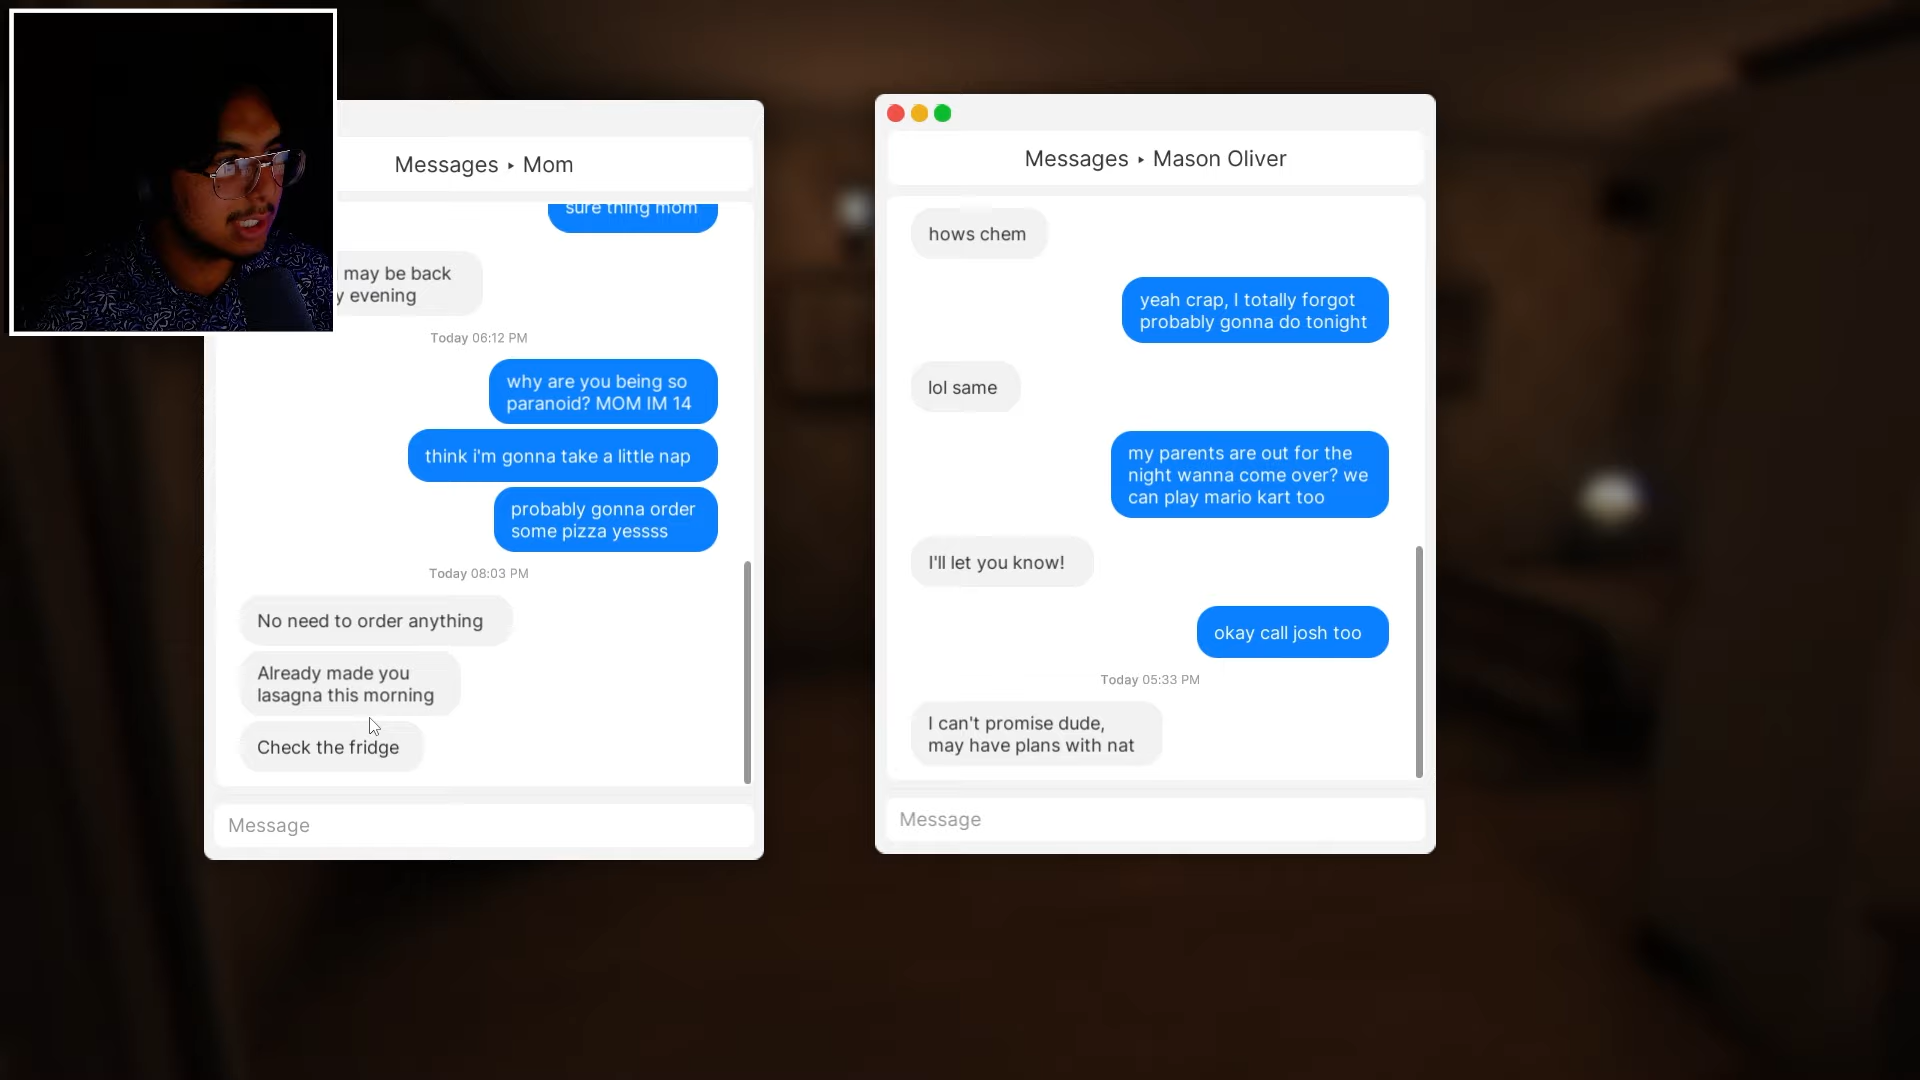 Messages ▸ Mom
sure thing mom
may be back
y evening
Today 06:12 PM
why are you being so
paranoid? MOM IM 14
think i'm gonna take a little nap
probably gonna order
some pizza yessss
Today 08:03 PM
No need to order anything
Already made you
lasagna this morning
Check the fridge
Message
Messages ▸ Mason Oliver
hows chem
yeah crap, I totally forgot
probably gonna do tonight
lol same
my parents are out for the
night wanna come over? we
can play mario kart too
I'll let you know!
okay call josh too
Today 05:33 PM
I can't promise dude,
may have plans with nat
Message